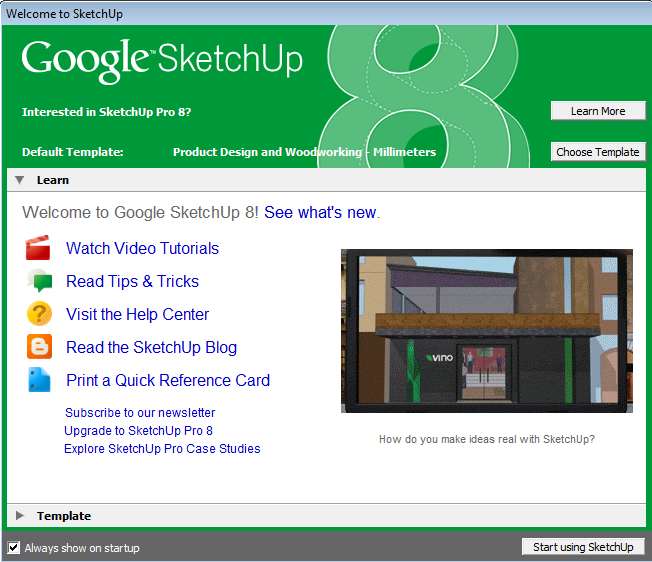 Welcome to SketchUp
Google™ SketchUp
8
Interested in SketchUp Pro 8?
Learn More
Default Template: Product Design and Woodworking - Millimeters
Choose Template
Learn
Welcome to Google SketchUp 8! See what's new.
Watch Video Tutorials
Read Tips & Tricks
Visit the Help Center
Read the SketchUp Blog
Print a Quick Reference Card
Subscribe to our newsletter
Upgrade to SketchUp Pro 8
Explore SketchUp Pro Case Studies
vino
How do you make ideas real with SketchUp?
Template
Always show on startup
Start using SketchUp